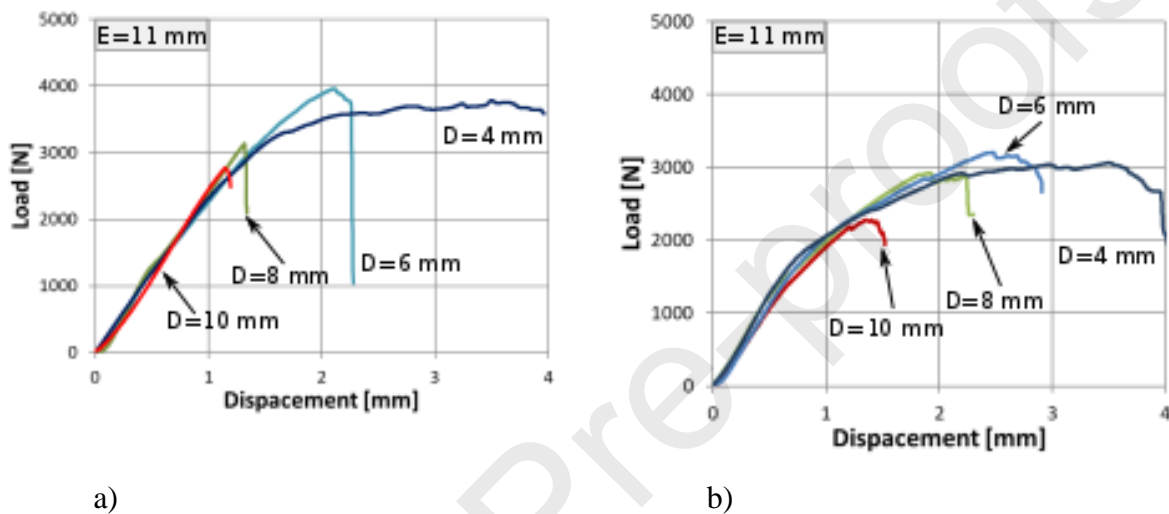 E=11 mm
5000
4000
3000
2000
1000
0
Load [N]
0 1 2 3 4
Dispacement [mm]
D=4 mm
D=8 mm
D=6 mm
D=10 mm
a)
E=11 mm
5000
4000
3000
2000
1000
0
Load [N]
0 1 2 3 4
Dispacement [mm]
D=6 mm
D=4 mm
D=8 mm
D=10 mm
b)
Pre-proofs